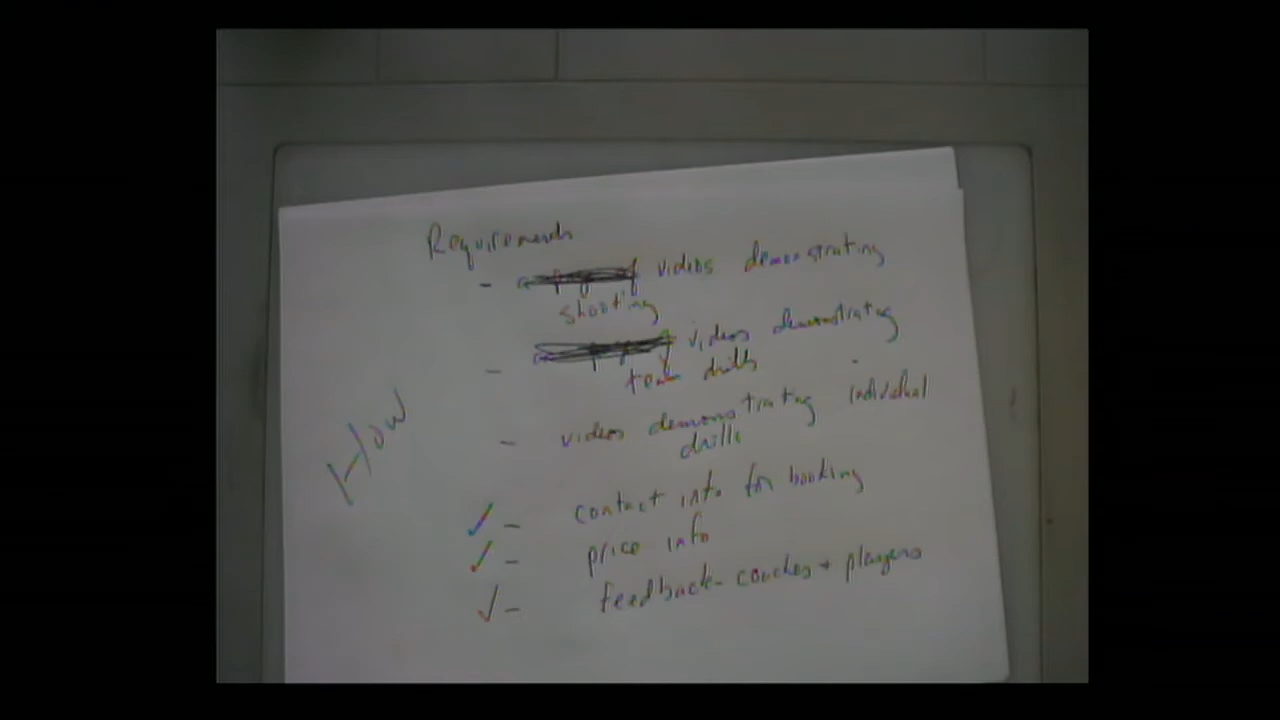 Requirements
- videos demonstrating
shooting
- videos demonstrating
team drills
- videos demonstrating individual
drills
How
✓ - contact info for booking
✓ - price info
✓ - feedback - coaches + players